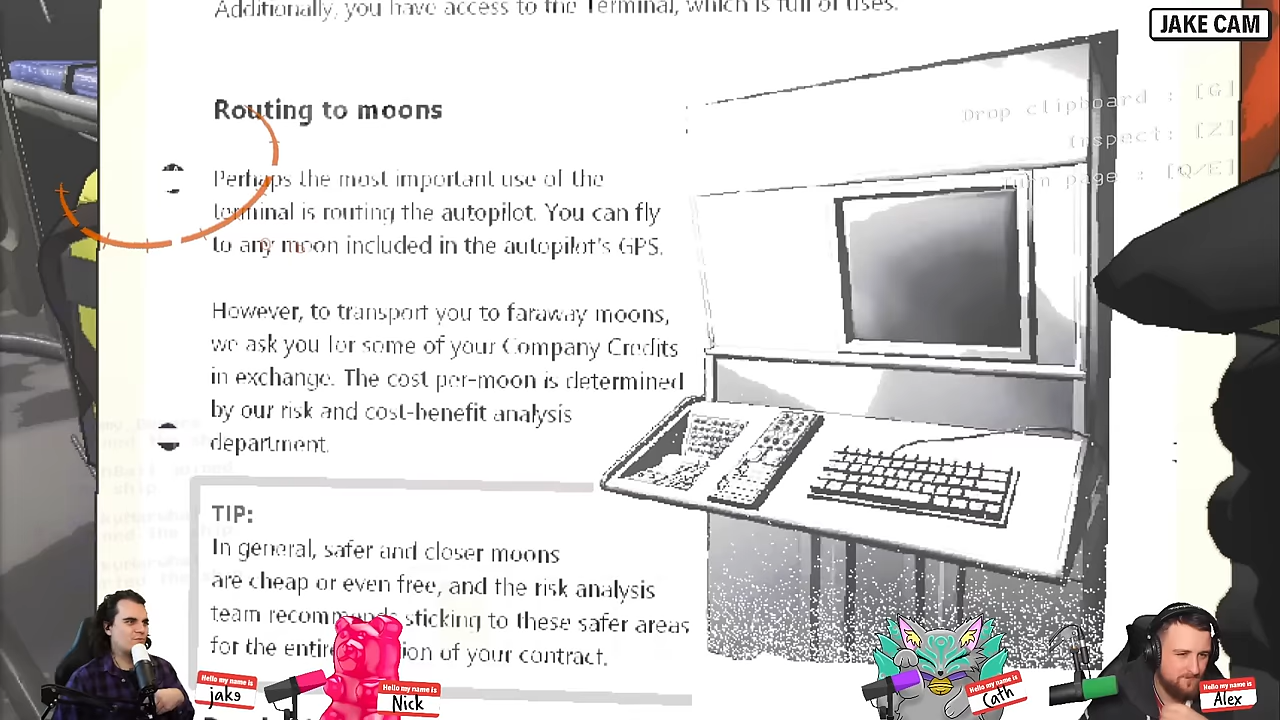 Additionally, you have access to the Terminal, which is full of uses.
JAKE CAM
Routing to moons
Drop clipboard : [G]
Inspect: [Z]
Turn page : [Q/E]
Perhaps the most important use of the
terminal is routing the autopilot. You can fly
to any moon included in the autopilot's GPS.
However, to transport you to faraway moons,
we ask you for some of your Company Credits
in exchange. The cost per-moon is determined
by our risk and cost-benefit analysis
department.
TIP:
In general, safer and closer moons
are cheap or even free, and the risk analysis
team recommends sticking to these safer areas
for the entire of your contract.
Hello my name is
jake
Hello my name is
Nick
Hello my name is
Cath
Hello my name is
Alex